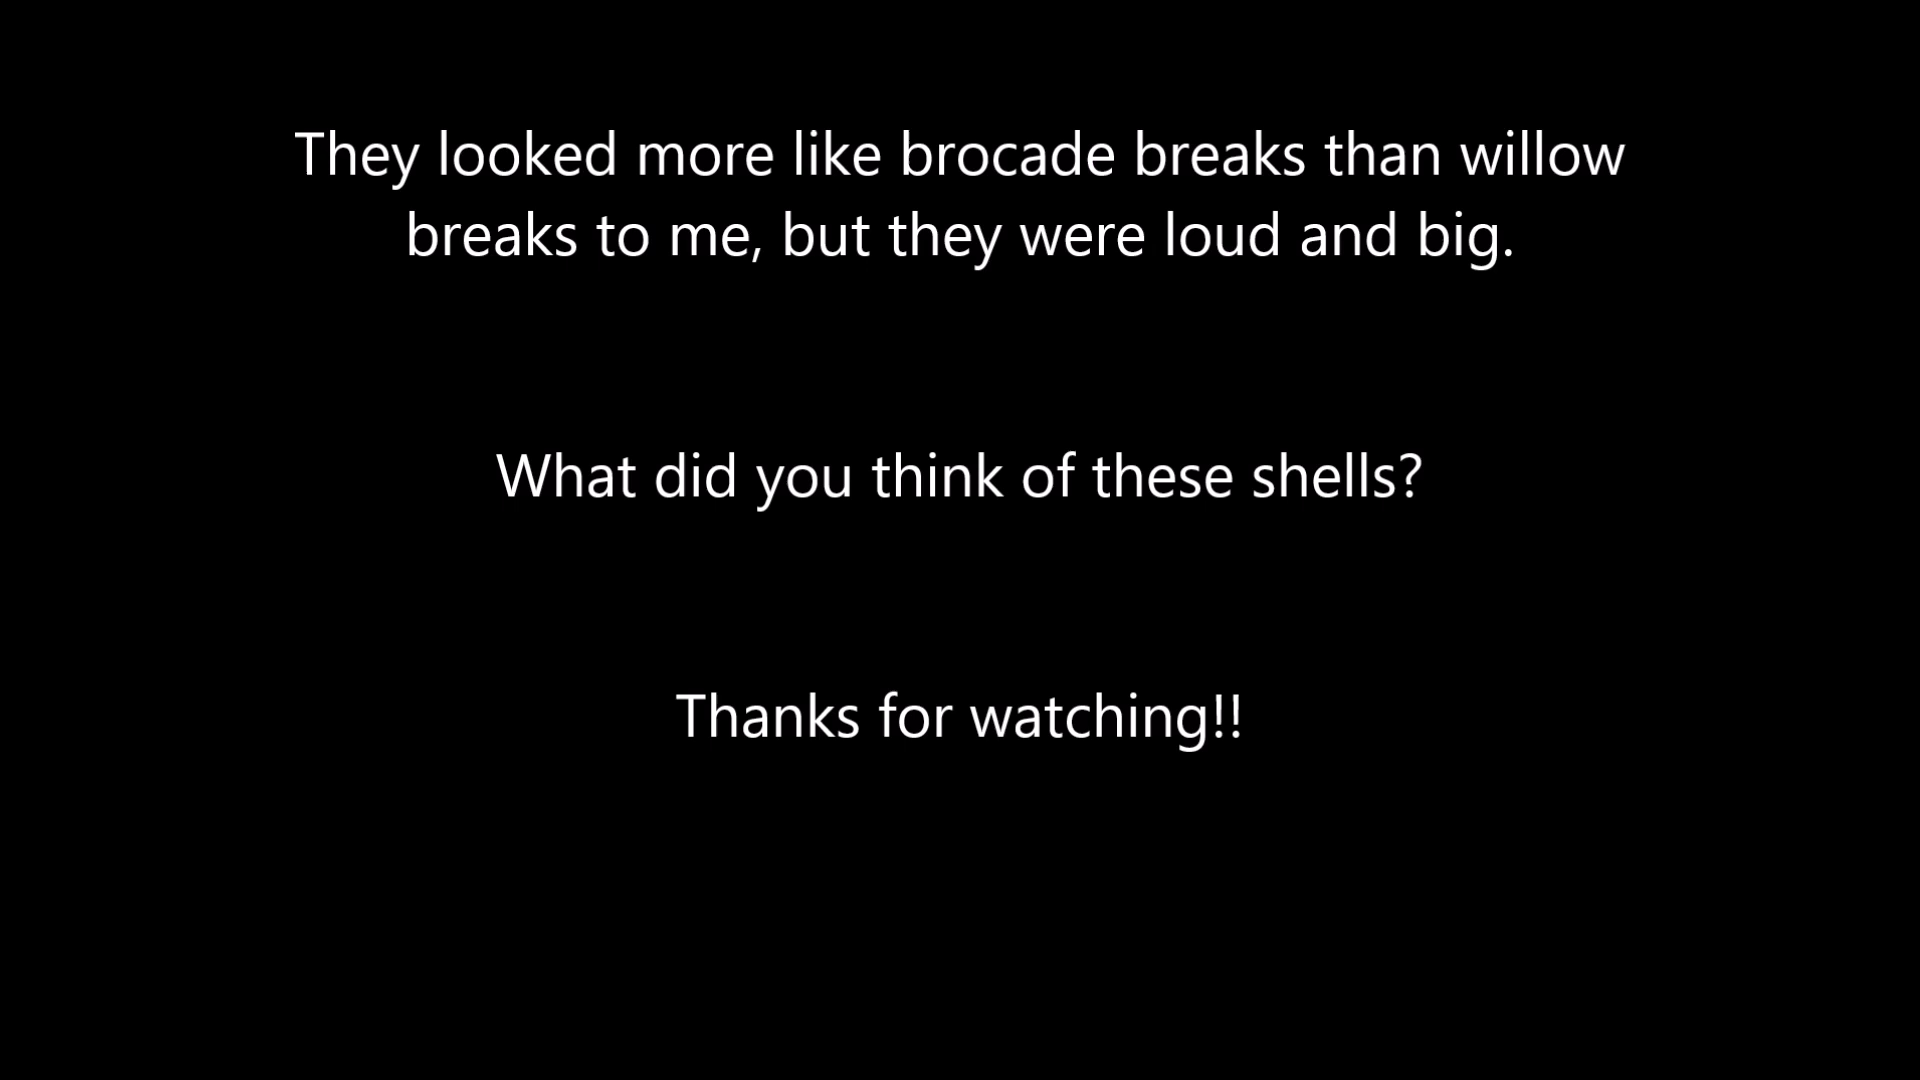 They looked more like brocade breaks than willow
breaks to me, but they were loud and big.
What did you think of these shells?
Thanks for watching!!